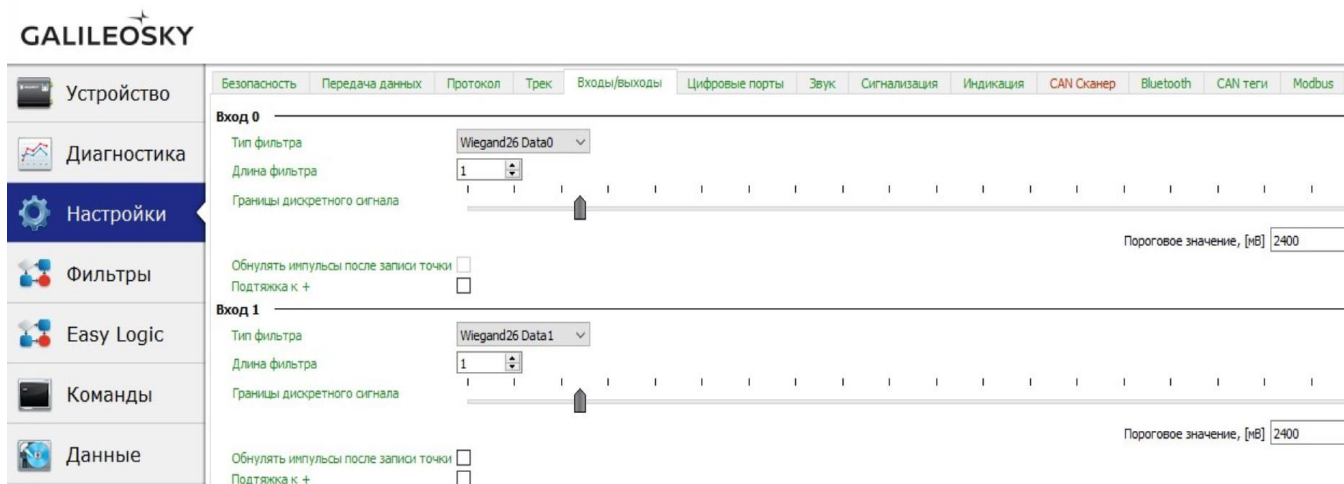 GALILEOSKY
Устройство
Диагностика
Настройки
Фильтры
Easy Logic
Команды
Данные
Безопасность Передача данных Протокол Трек Входы/выходы Цифровые порты Звук Сигнализация Индикация CAN Сканер Bluetooth CAN теги Modbus
Вход 0
Тип фильтра Wiegand26 Data0
Длина фильтра 1
Границы дискретного сигнала
Пороговое значение, [мВ] 2400
Обнулять импульсы после записи точки
Подтяжка к +
Вход 1
Тип фильтра Wiegand26 Data1
Длина фильтра 1
Границы дискретного сигнала
Пороговое значение, [мВ] 2400
Обнулять импульсы после записи точки
Подтяжка к +